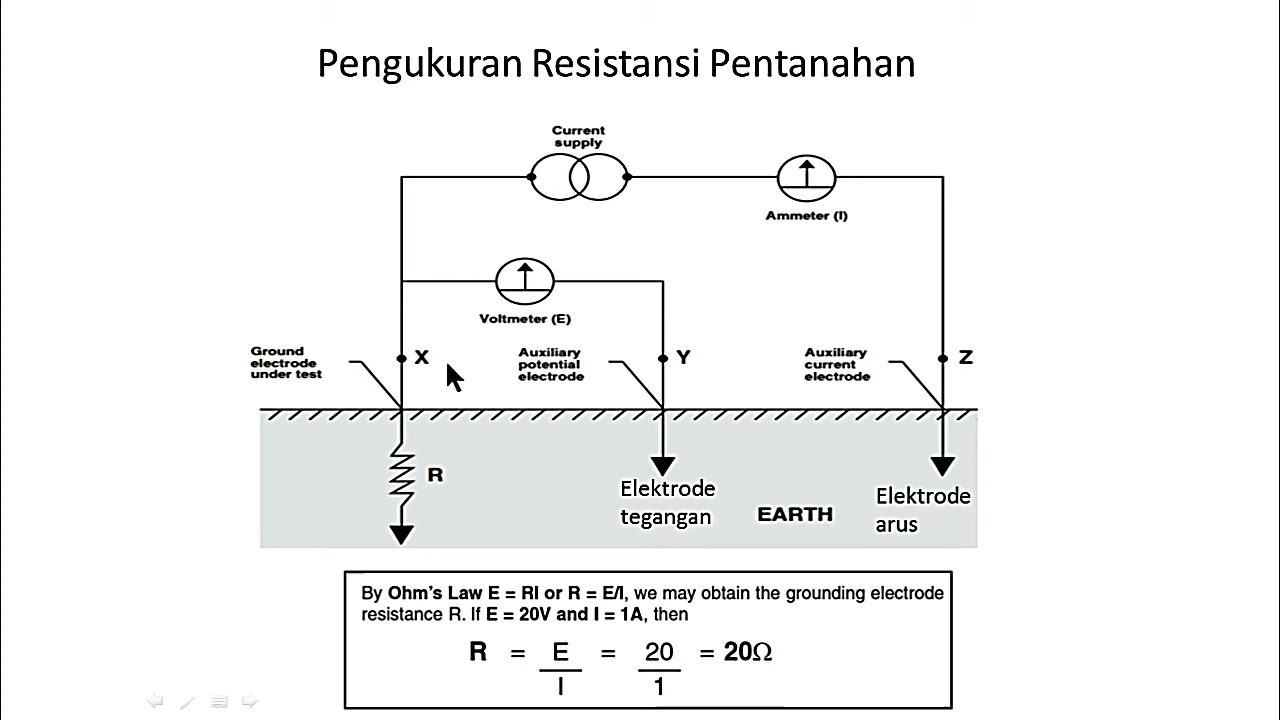 Pengukuran Resistansi Pentanahan
Current
supply
Ammeter (I)
Voltmeter (E)
Ground
electrode
under test
X
Auxiliary
potential
electrode
Y
Auxiliary
current
electrode
Z
R
Elektrode
tegangan
EARTH
Elektrode
arus
By Ohm's Law E = RI or R = E/I, we may obtain the grounding electrode
resistance R. If E = 20V and I = 1A, then
R = E = 20 = 20Ω
I 1